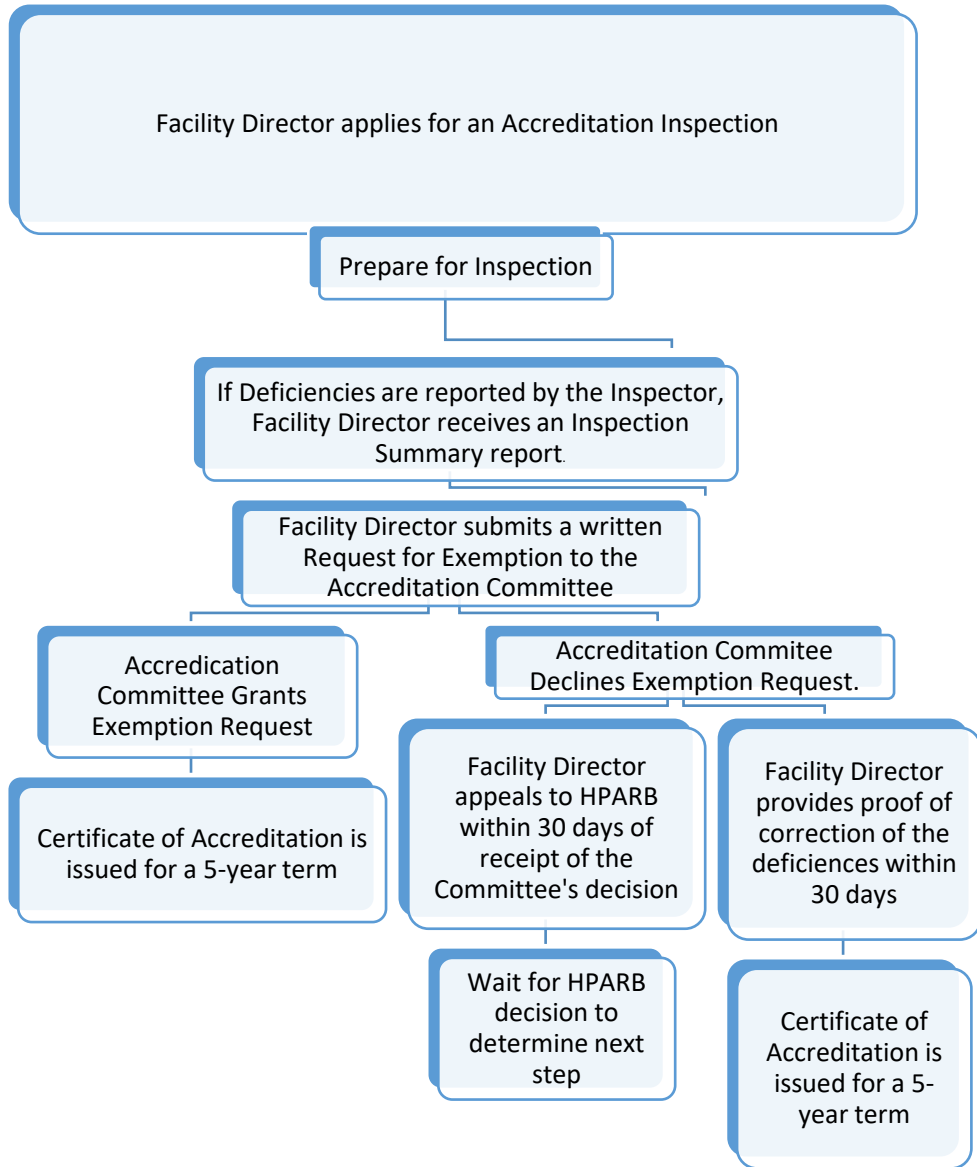 Facility Director applies for an Accreditation Inspection
Prepare for Inspection
If Deficiencies are reported by the Inspector,
Facility Director receives an Inspection
Summary report.
Facility Director submits a written
Request for Exemption to the
Accreditation Committee
Accredication
Committee Grants
Exemption Request
Certificate of Accreditation is
issued for a 5-year term
Accreditation Commitee
Declines Exemption Request.
Facility Director
appeals to HPARB
within 30 days of
receipt of the
Committee's decision
Wait for HPARB
decision to
determine next
step
Facility Director
provides proof of
correction of the
deficiences within
30 days
Certificate of
Accreditation is
issued for a 5-
year term